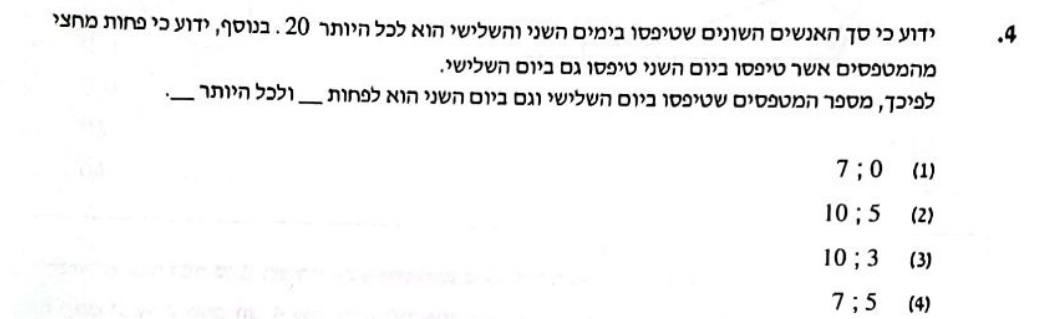 4. ידוע כי סך האנשים השונים שטיפסו בימים השני והשלישי הוא לכל היותר 20. בנוסף, ידוע כי פחות מחצי
מהמטפסים אשר טיפסו ביום השני טיפסו גם ביום השלישי.
לפיכך, מספר המטפסים שטיפסו ביום השלישי וגם ביום השני הוא לפחות __ ולכל היותר __.
(1) 0 ; 7
(2) 5 ; 10
(3) 3 ; 10
(4) 5 ; 7